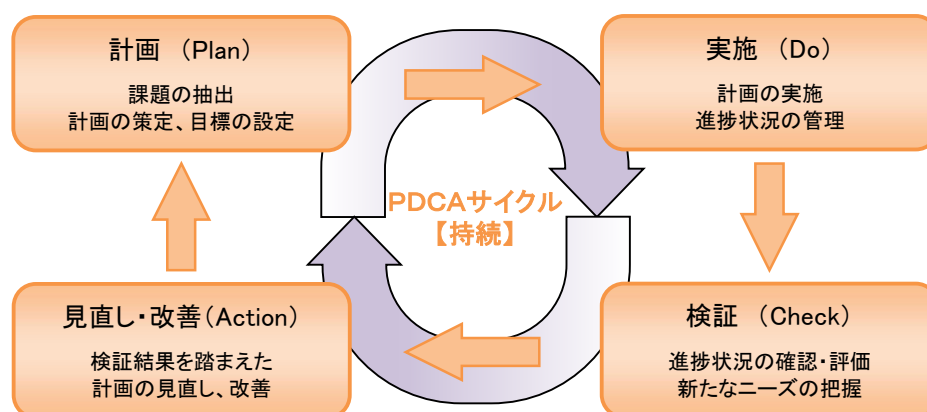 計画 （Plan）
課題の抽出
計画の策定、目標の設定
実施 （Do）
計画の実施
進捗状況の管理
PDCAサイクル
【持続】
見直し・改善（Action）
検証結果を踏まえた
計画の見直し、改善
検証 （Check）
進捗状況の確認・評価
新たなニーズの把握